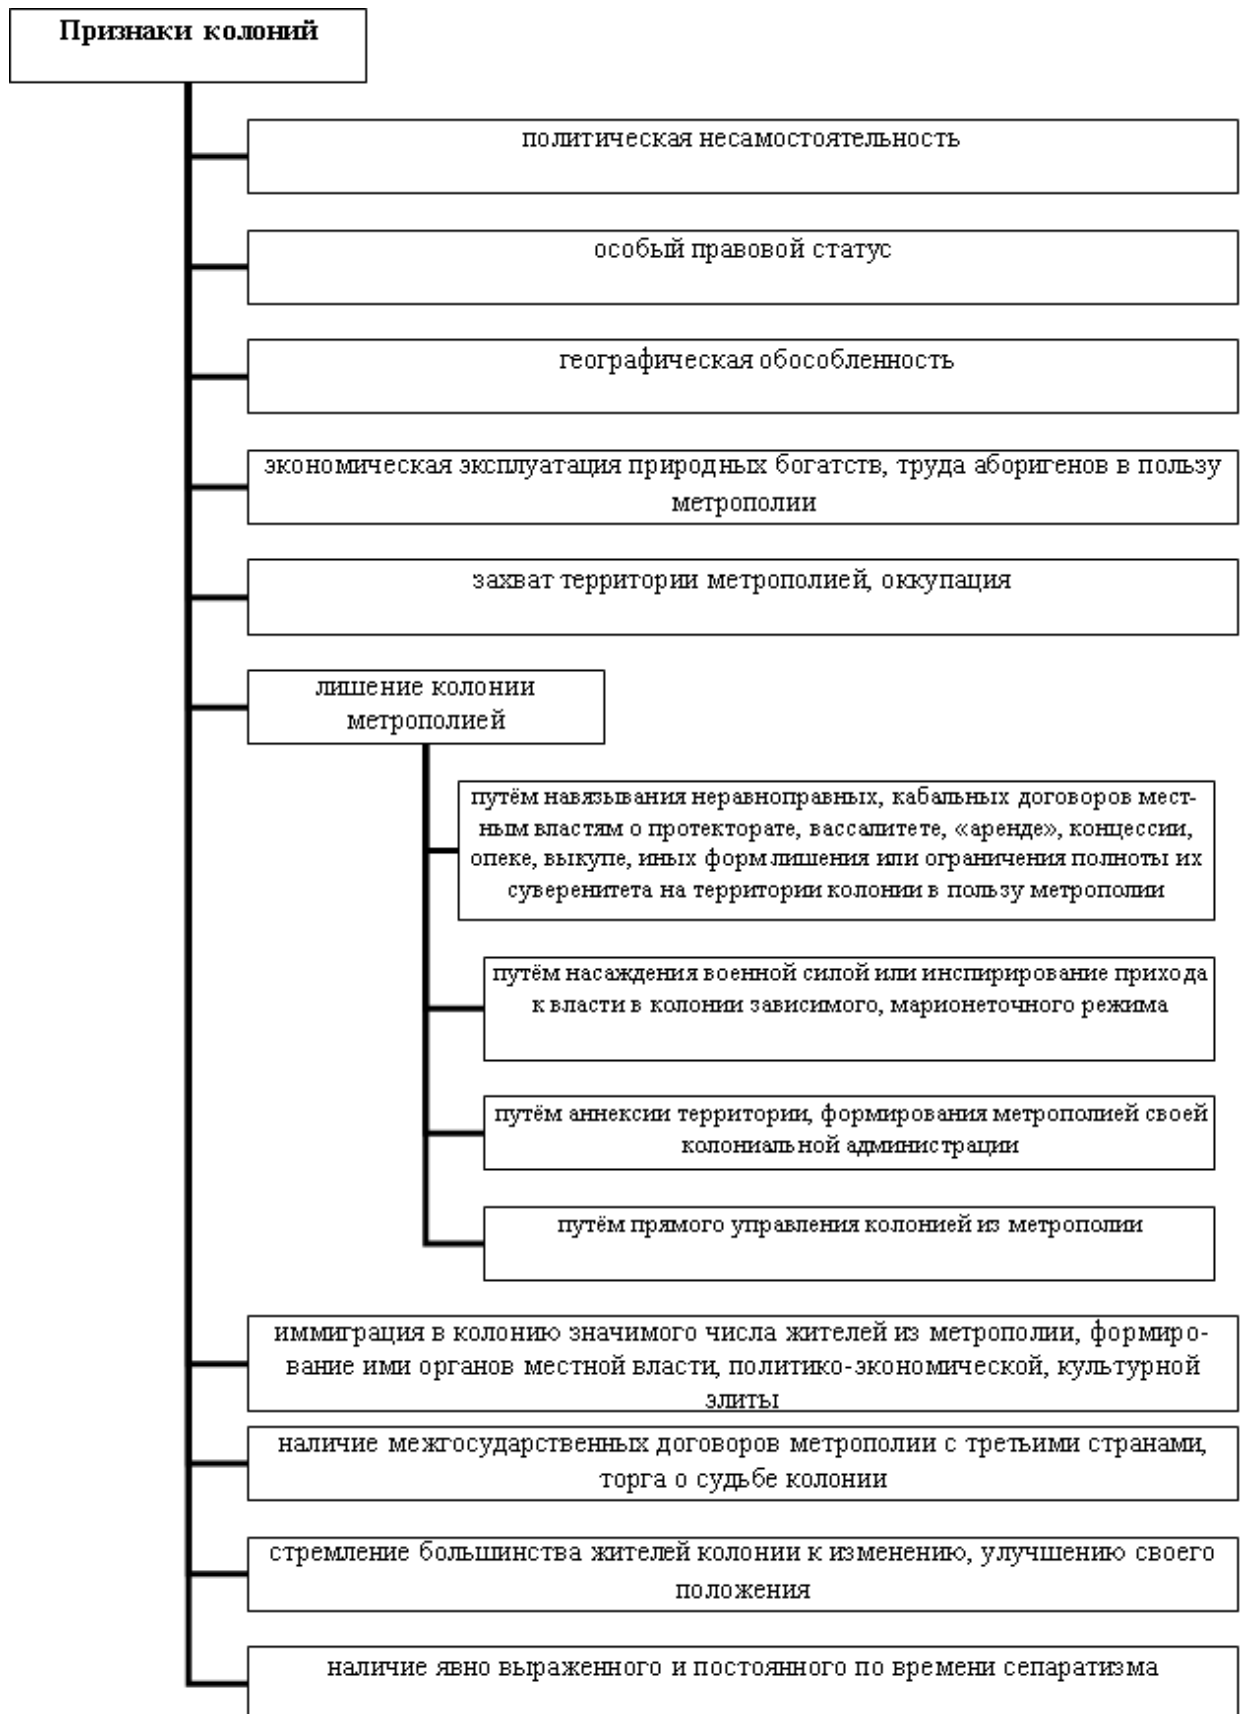 Признаки колоний
политическая несамостоятельность
особый правовой статус
географическая обособленность
экономическая эксплуатация природных богатств, труда аборигенов в пользу
метрополии
захват территории метрополией, оккупация
лишение колонии
метрополией
путём навязывания неравноправных, кабальных договоров мест-
ным властям о протекторате, вассалитете, «аренде», концессии,
опеке, выкупе, иных форм лишения или ограничения полноты их
суверенитета на территории колонии в пользу метрополии
путём насаждения военной силой или инспирирование прихода
к власти в колонии зависимого, марионеточного режима
путём аннексии территории, формирования метрополией своей
колониальной администрации
путём прямого управления колонией из метрополии
иммиграция в колонию значимого числа жителей из метрополии, формиро-
вание ими органов местной власти, политико-экономической, культурной
элиты
наличие межгосударственных договоров метрополии с третьими странами,
торга о судьбе колонии
стремление большинства жителей колонии к изменению, улучшению своего
положения
наличие явно выраженного и постоянного по времени сепаратизма